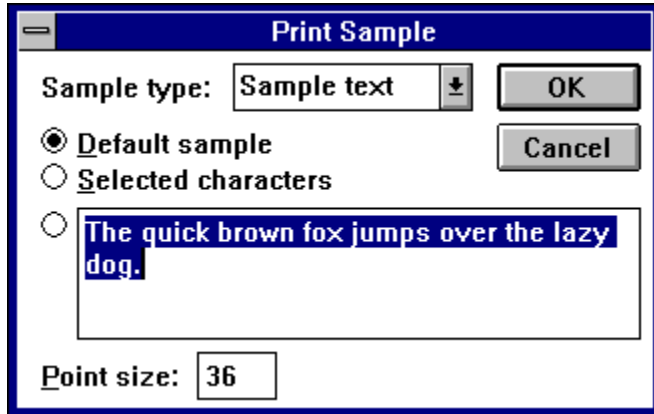 Print Sample
Sample type: Sample text OK
Default sample Cancel
Selected characters
The quick brown fox jumps over the lazy
dog.
Point size: 36